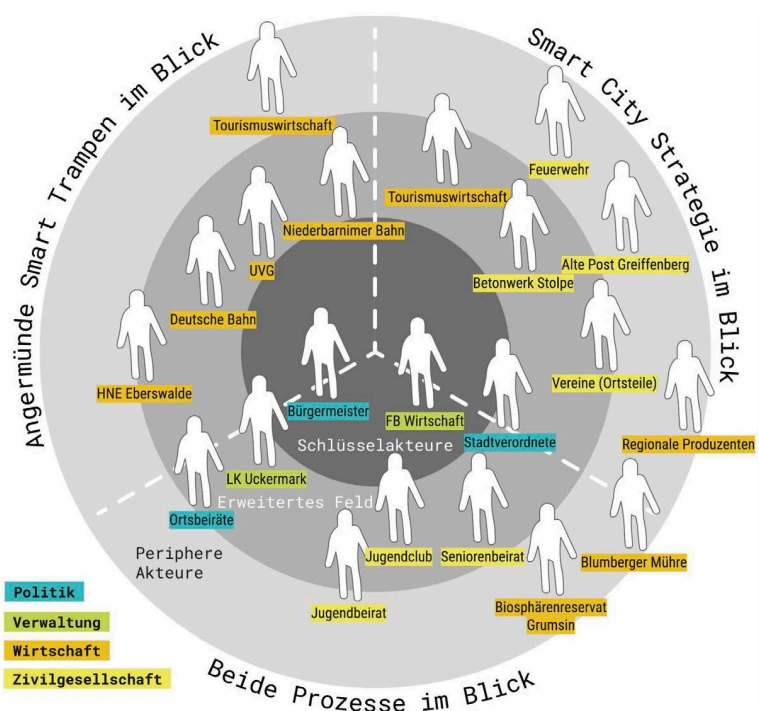 Angermünde Smart Trampen im Blick
Smart City Strategie im Blick
Tourismuswirtschaft
Feuerwehr
Tourismuswirtschaft
Niederbarnimer Bahn
Alte Post Greiffenberg
UVG
Betonwerk Stolpe
Deutsche Bahn
Vereine (Ortsteile)
HNE Eberswalde
Bürgermeister
FB Wirtschaft
Schlüsselakteure
Stadtverordnete
Regionale Produzenten
LK Uckermark
Erweitertes Feld
Ortsbeiräte
Periphere
Akteure
Jugendclub
Seniorenbeirat
Blumberger Mühre
Jugendbeirat
Biosphärenreservat
Grumsin
Politik
Verwaltung
Wirtschaft
Zivilgesellschaft
Beide Prozesse im Blick